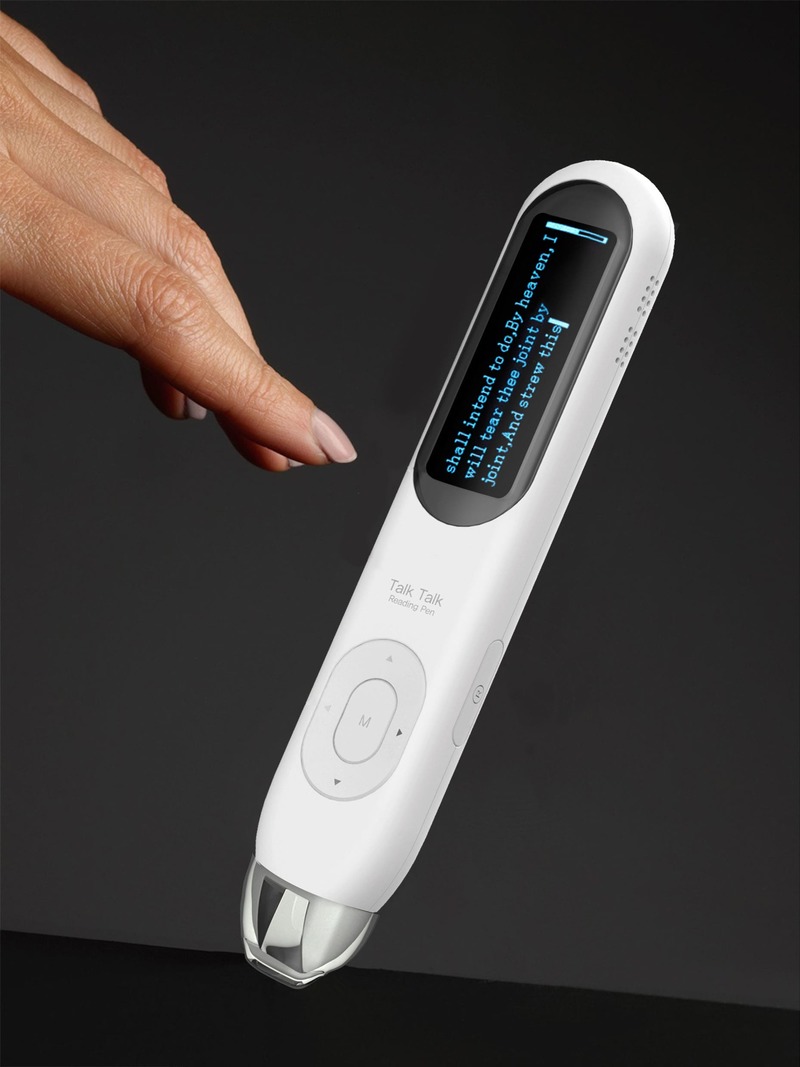 shall intend to do,By heaven, I
will tear thee joint by
joint,And strew this
Talk Talk
Reading Pen
M